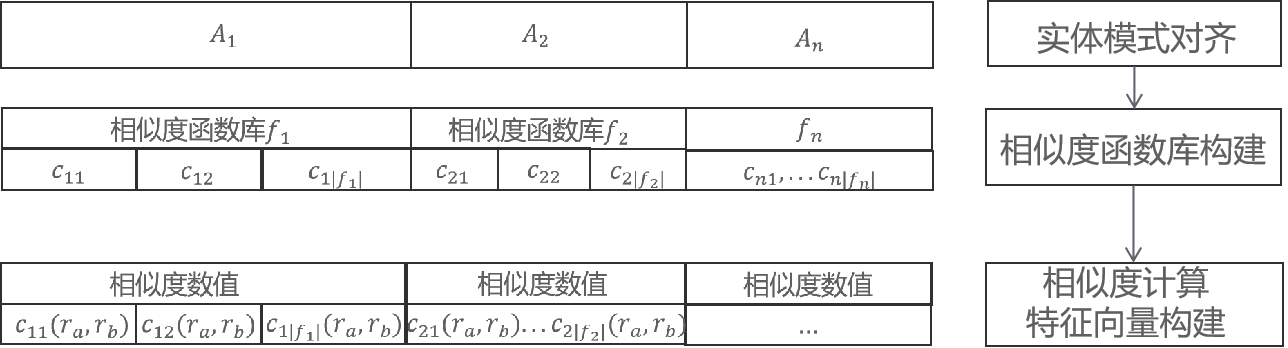 A₁ A₂ Aₙ 实体模式对齐
相似度函数库f₁ 相似度函数库f₂ fₙ
相似度函数库构建
c₁₁ c₁₂ c₁|f₁| c₂₁ c₂₂ c₂|f₂| cₙ₁,...cₙ|fₙ|
相似度数值 相似度数值 相似度数值
相似度计算
特征向量构建
c₁₁(rₐ,r_b) c₁₂(rₐ,r_b) c₁|f₁|(rₐ,r_b) c₂₁(rₐ,r_b)...c₂|f₂|(rₐ,r_b) ...